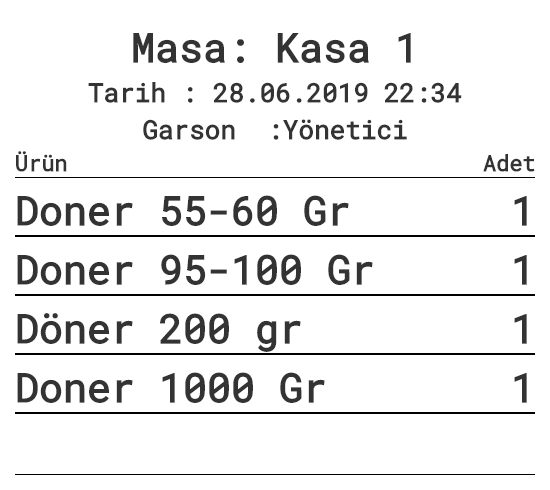 Masa: Kasa 1
Tarih : 28.06.2019 22:34
Garson  :Yönetici
Ürün Adet
Doner 55-60 Gr 1
Doner 95-100 Gr 1
Döner 200 gr 1
Doner 1000 Gr 1